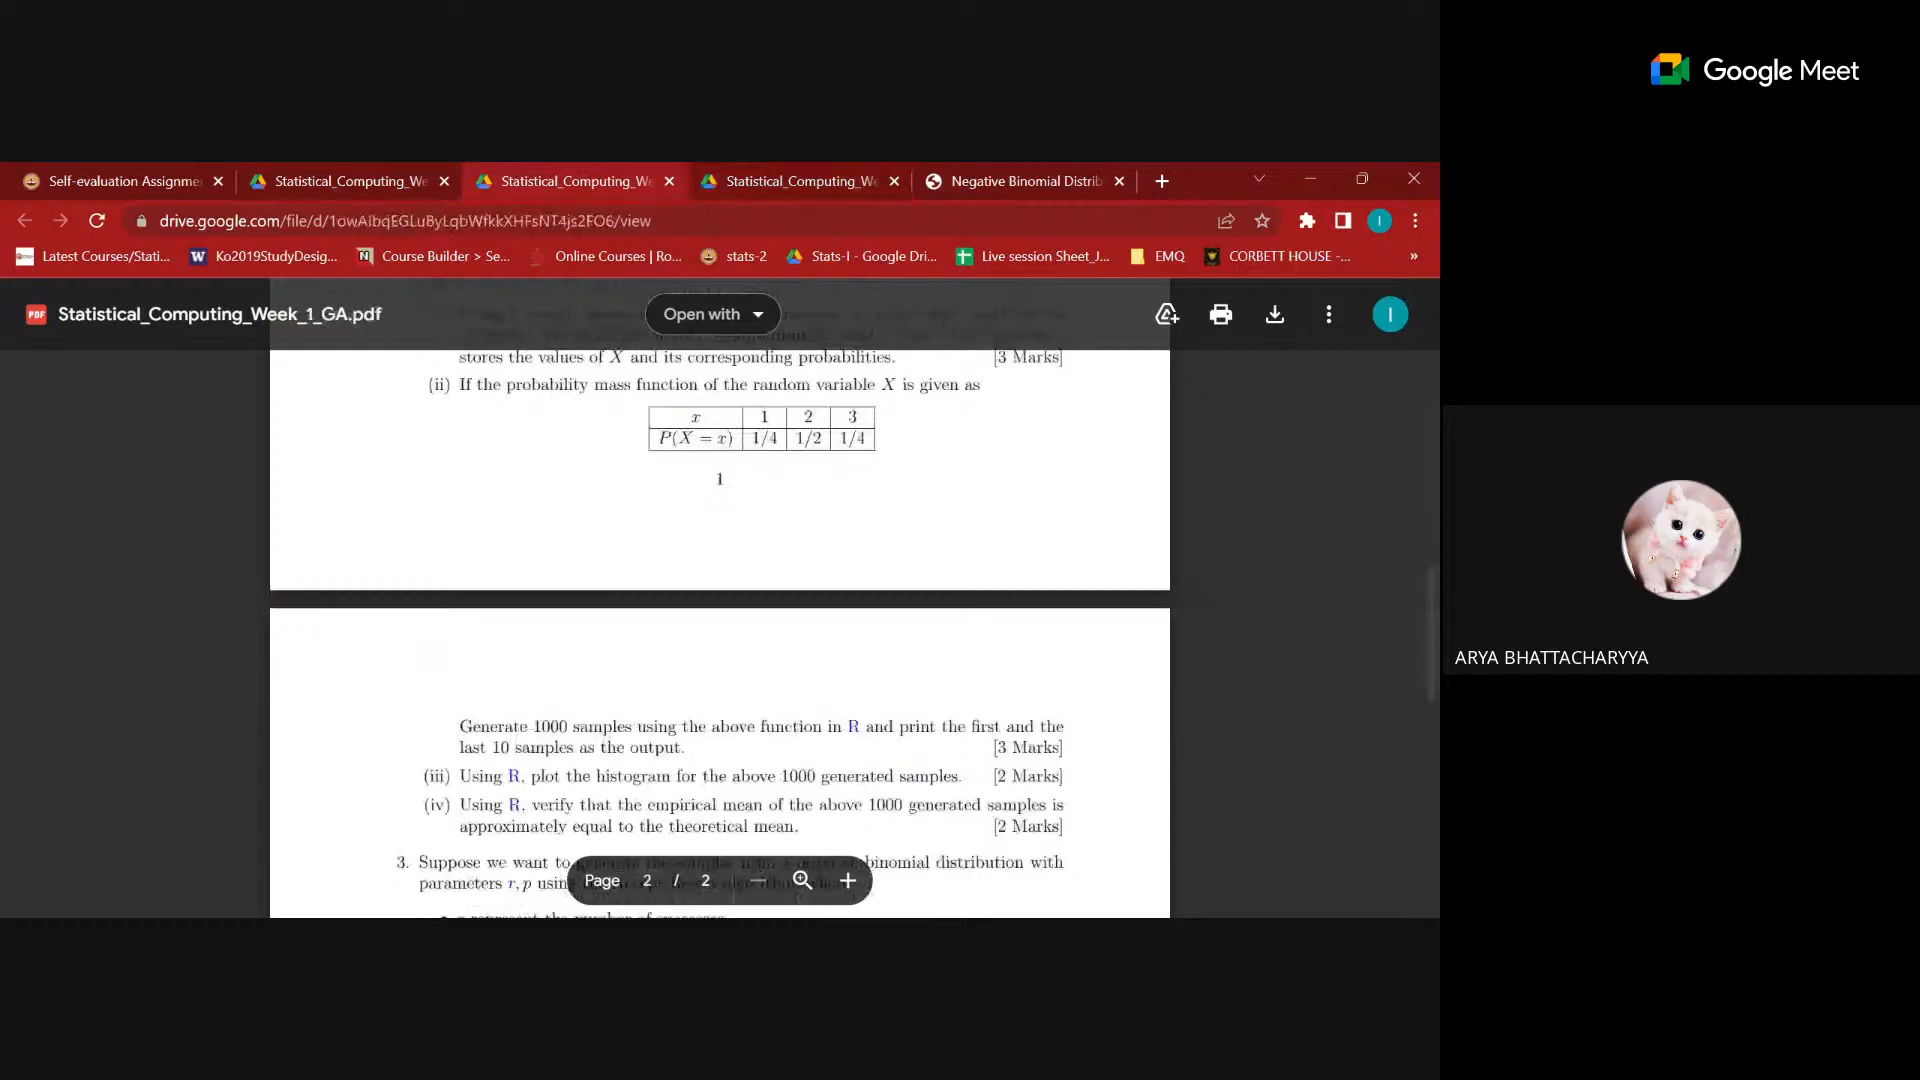 Google Meet
Self-evaluation Assignme
Statistical_Computing_We
Statistical_Computing_We
Statistical_Computing_We
Negative Binomial Distrib
drive.google.com/file/d/1owAIbqEGLuByLqbWfkkXHFsNT4js2FO6/view
Latest Courses/Stati...
Ko2019StudyDesig...
Course Builder > Se...
Online Courses | Ro...
stats-2
Stats-I - Google Dri...
Live session Sheet_J...
EMQ
CORBETT HOUSE -...
»
PDF Statistical_Computing_Week_1_GA.pdf
Open with
I
stores the values of X and its corresponding probabilities. [3 Marks]
(ii) If the probability mass function of the random variable X is given as
x 1 2 3
P(X = x) 1/4 1/2 1/4
1
Generate 1000 samples using the above function in R and print the first and the
last 10 samples as the output. [3 Marks]
(iii) Using R, plot the histogram for the above 1000 generated samples. [2 Marks]
(iv) Using R, verify that the empirical mean of the above 1000 generated samples is
approximately equal to the theoretical mean. [2 Marks]
3. Suppose we want to binomial distribution with
parameters r, p using
Page 2 / 2
ARYA BHATTACHARYYA